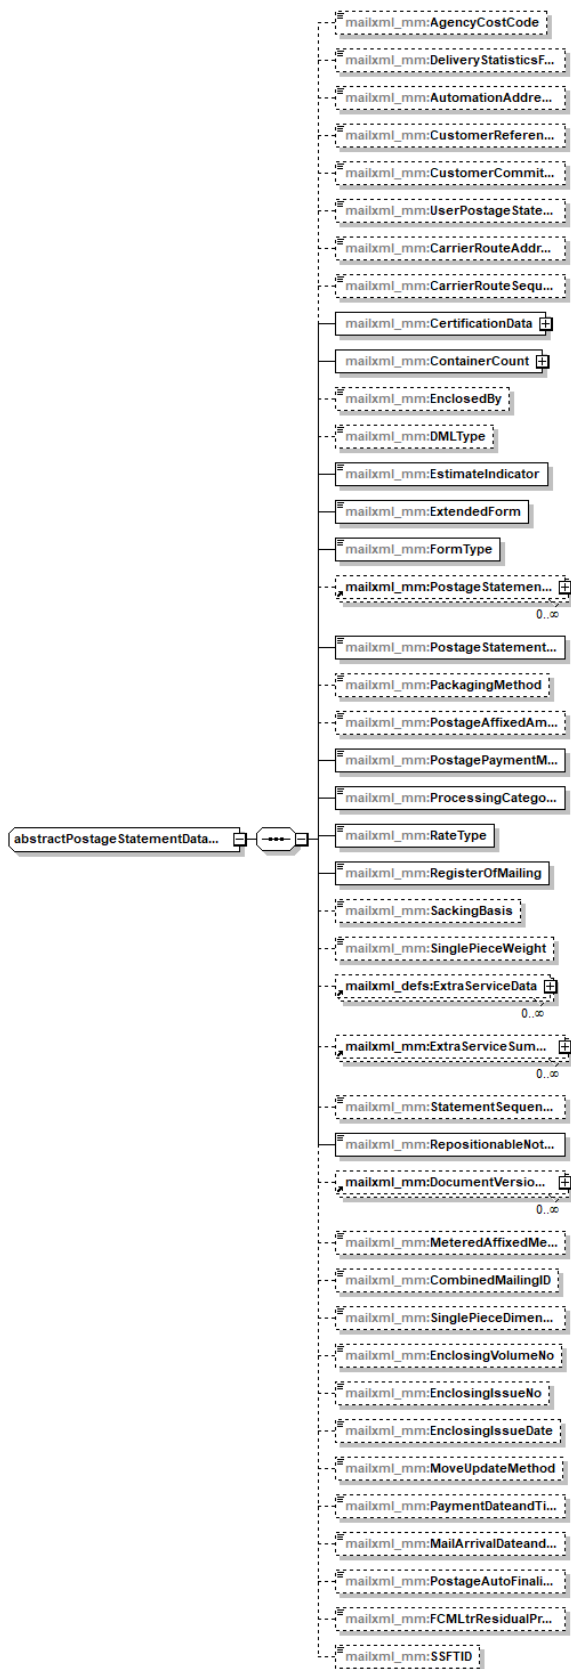 mailxml_mm:AgencyCostCode
mailxml_mm:DeliveryStatisticsF...
mailxml_mm:AutomationAddre...
mailxml_mm:CustomerReferen...
mailxml_mm:CustomerCommit...
mailxml_mm:UserPostageState...
mailxml_mm:CarrierRouteAddr...
mailxml_mm:CarrierRouteSequ...
mailxml_mm:CertificationData
mailxml_mm:ContainerCount
mailxml_mm:EnclosedBy
mailxml_mm:DMLType
mailxml_mm:EstimateIndicator
mailxml_mm:ExtendedForm
mailxml_mm:FormType
mailxml_mm:PostageStatemen...
0..∞
mailxml_mm:PostageStatement...
mailxml_mm:PackagingMethod
mailxml_mm:PostageAffixedAm...
mailxml_mm:PostagePaymentM...
mailxml_mm:ProcessingCatego...
abstractPostageStatementData...
mailxml_mm:RateType
mailxml_mm:RegisterOfMailing
mailxml_mm:SackingBasis
mailxml_mm:SinglePieceWeight
mailxml_defs:ExtraServiceData
0..∞
mailxml_mm:ExtraServiceSum...
0..∞
mailxml_mm:StatementSequen...
mailxml_mm:RepositionableNot...
mailxml_mm:DocumentVersio...
0..∞
mailxml_mm:MeteredAffixedMe...
mailxml_mm:CombinedMailingID
mailxml_mm:SinglePieceDimen...
mailxml_mm:EnclosingVolumeNo
mailxml_mm:EnclosingIssueNo
mailxml_mm:EnclosingIssueDate
mailxml_mm:MoveUpdateMethod
mailxml_mm:PaymentDateandTi...
mailxml_mm:MailArrivalDateand...
mailxml_mm:PostageAutoFinali...
mailxml_mm:FCMLtrResidualPr...
mailxml_mm:SSFTID